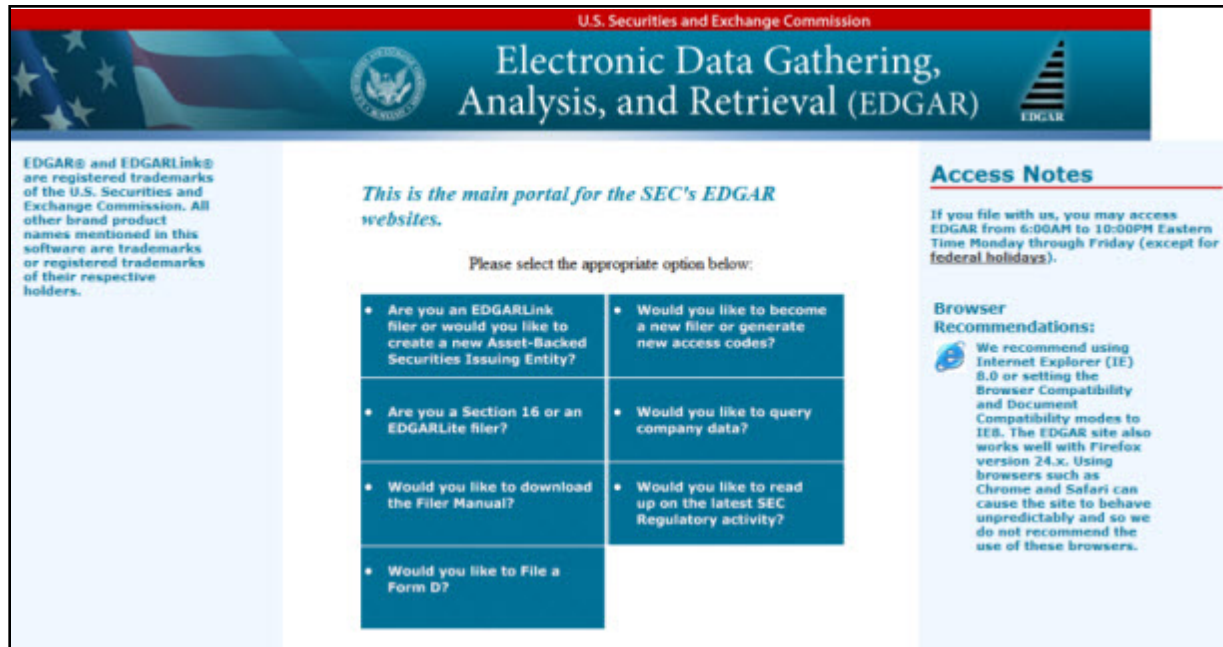 U.S. Securities and Exchange Commission
Electronic Data Gathering,
Analysis, and Retrieval (EDGAR)
EDGAR
EDGAR® and EDGARLink®
are registered trademarks
of the U.S. Securities and
Exchange Commission. All
other brand product
names mentioned in this
software are trademarks
or registered trademarks
of their respective
holders.
This is the main portal for the SEC's EDGAR
websites.
Please select the appropriate option below:
• Are you an EDGARLink
filer or would you like to
create a new Asset-Backed
Securities Issuing Entity?
• Would you like to become
a new filer or generate
new access codes?
• Are you a Section 16 or an
EDGARLite filer?
• Would you like to query
company data?
• Would you like to download
the Filer Manual?
• Would you like to read
up on the latest SEC
Regulatory activity?
• Would you like to File a
Form D?
Access Notes
If you file with us, you may access
EDGAR from 6:00AM to 10:00PM Eastern
Time Monday through Friday (except for
federal holidays).
Browser
Recommendations:
We recommend using
Internet Explorer (IE)
8.0 or setting the
Browser Compatibility
and Document
Compatibility modes to
IE8. The EDGAR site also
works well with Firefox
version 24.x. Using
browsers such as
Chrome and Safari can
cause the site to behave
unpredictably and so we
do not recommend the
use of these browsers.